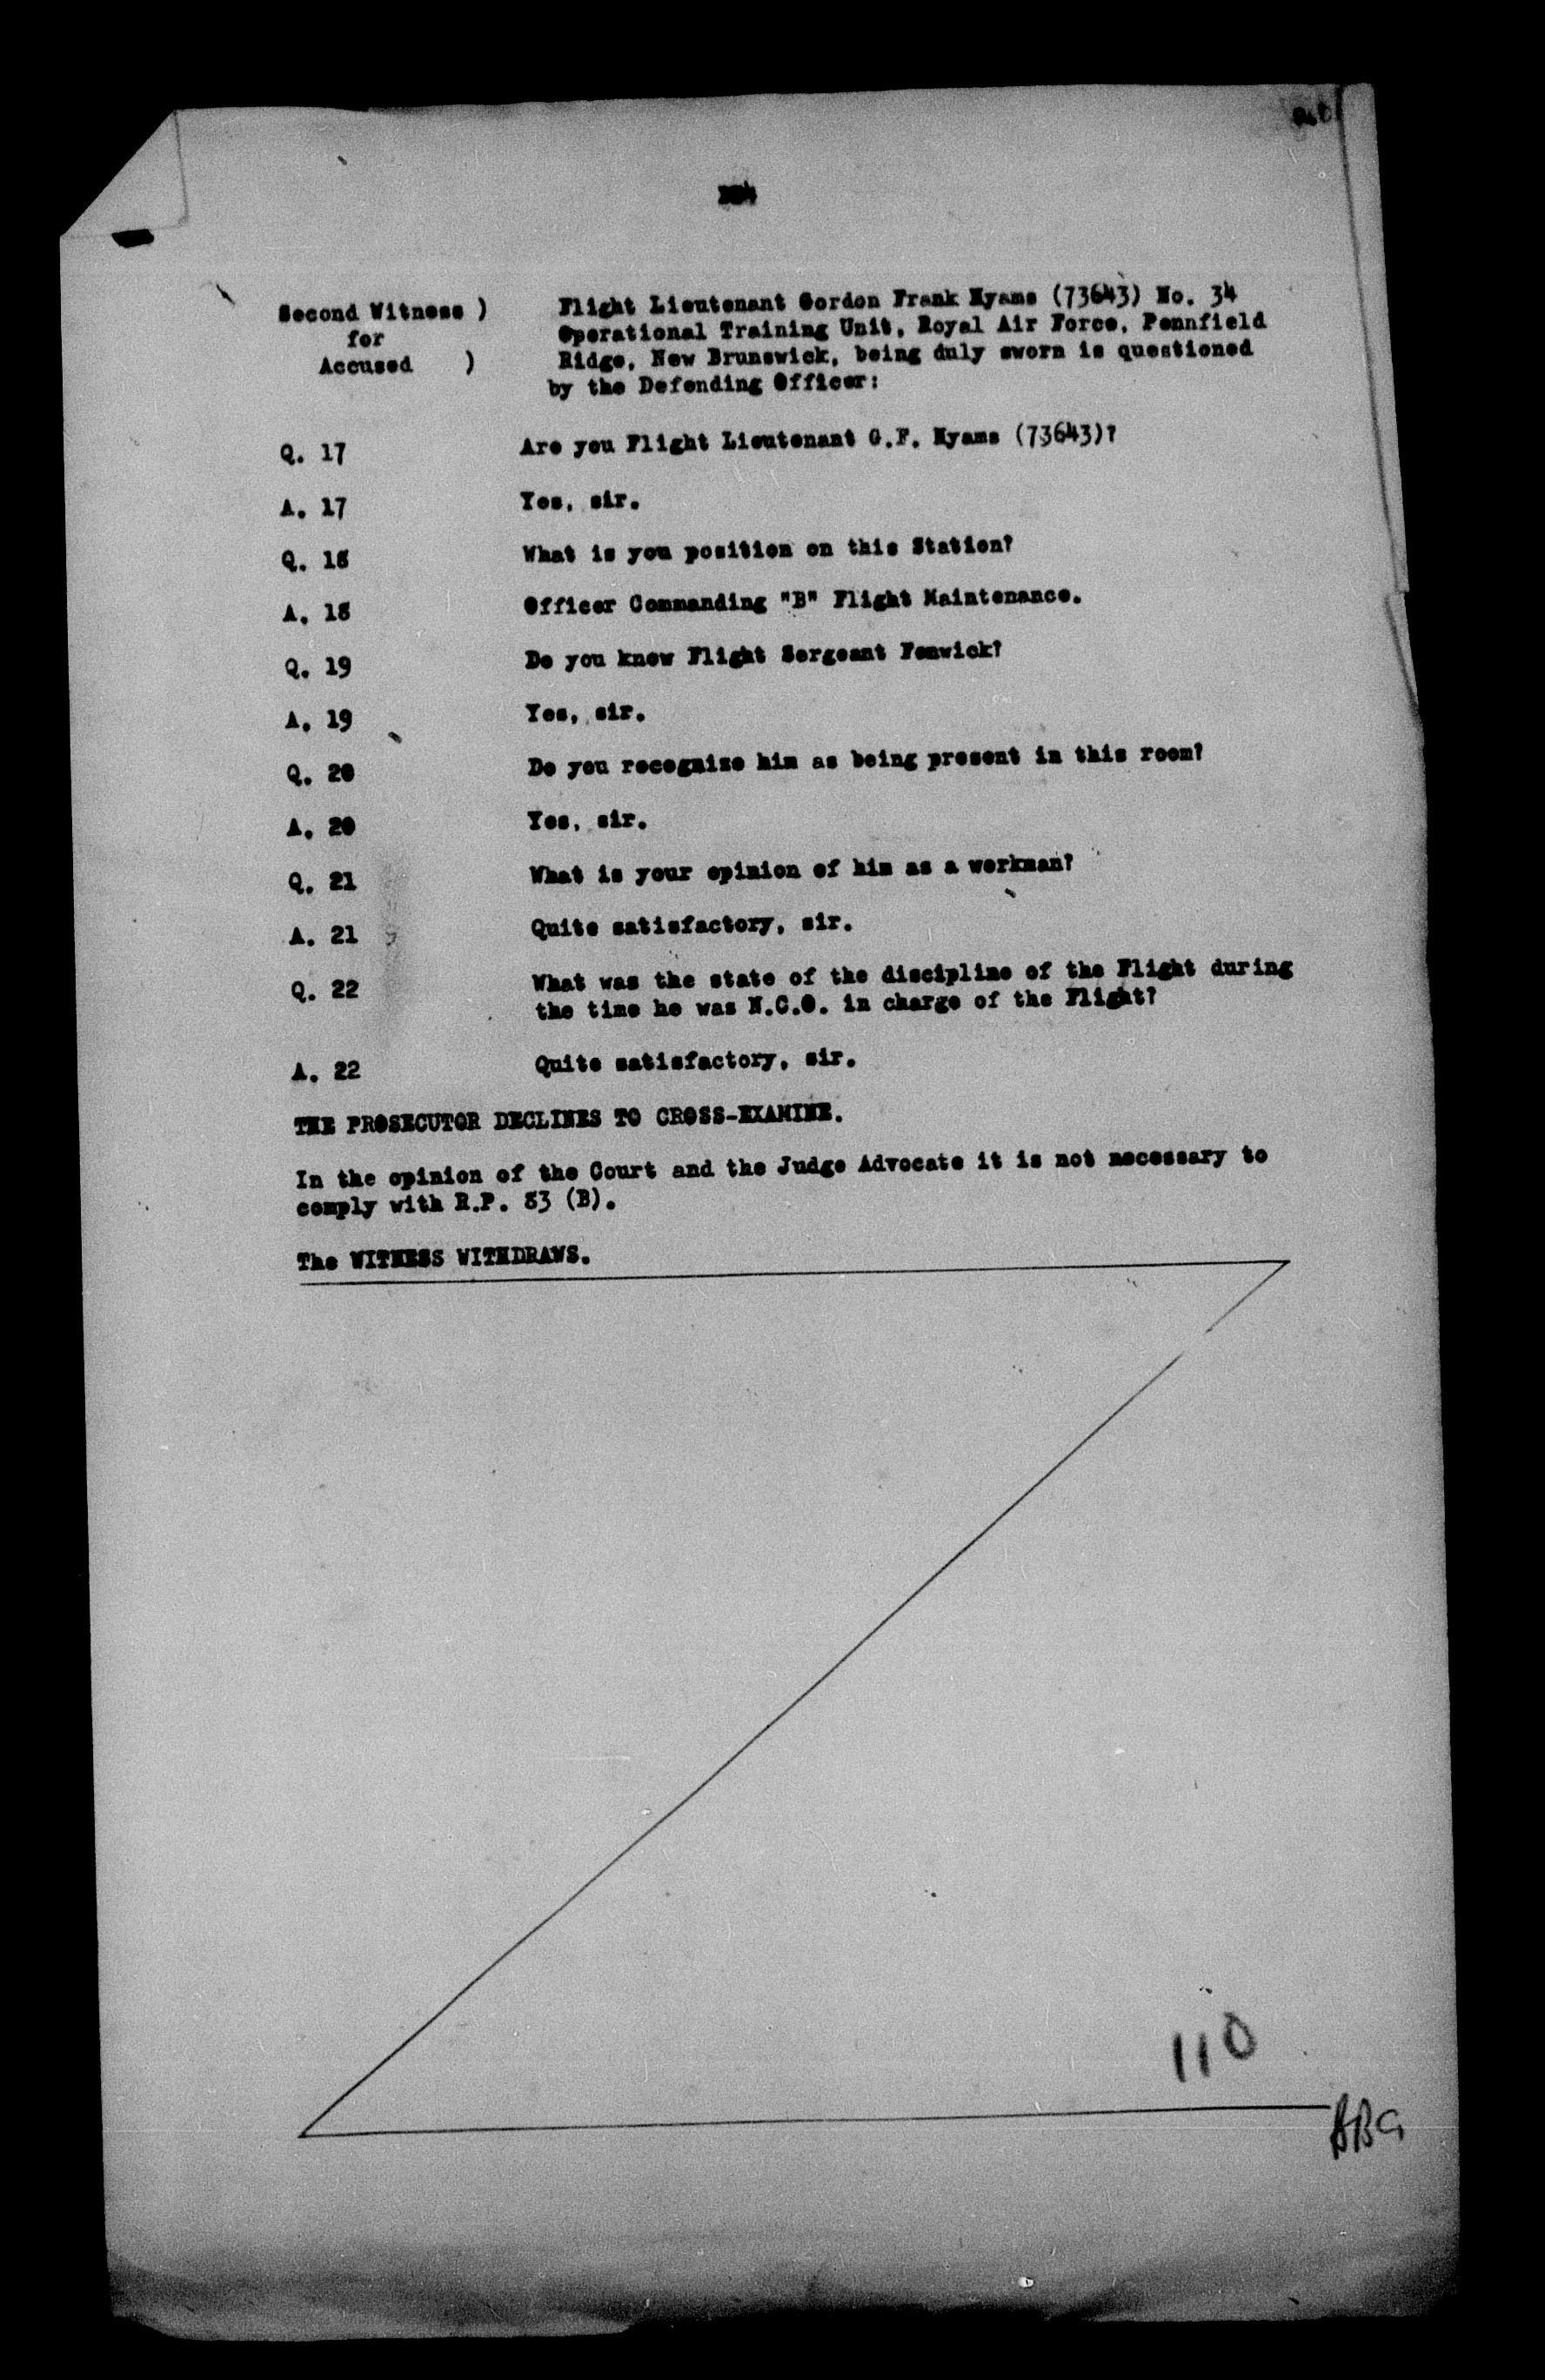 Second Witness ) Flight Lieutenant Gordon Frank Hyams (73643) No. 34
for Operational Training Unit, Royal Air Force, Pennfield
Accused ) Ridge, New Brunswick, being duly sworn is questioned
by the Defending Officer:
Q. 17 Are you Flight Lieutenant G.F. Hyams (73643)?
A. 17 Yes, sir.
Q. 18 What is you position on this Station?
A. 18 Officer Commanding "B" Flight Maintenance.
Q. 19 Do you know Flight Sergeant Fenwick?
A. 19 Yes, sir.
Q. 20 Do you recognize him as being present in this room?
A. 20 Yes, sir.
Q. 21 What is your opinion of him as a workman?
A. 21 Quite satisfactory, sir.
Q. 22 What was the state of the discipline of the Flight during
the time he was N.C.O. in charge of the Flight?
A. 22 Quite satisfactory, sir.
THE PROSECUTOR DECLINES TO CROSS-EXAMINE.
In the opinion of the Court and the Judge Advocate it is not necessary to
comply with R.P. 83 (B).
The WITNESS WITHDRAWS.
110
ABG